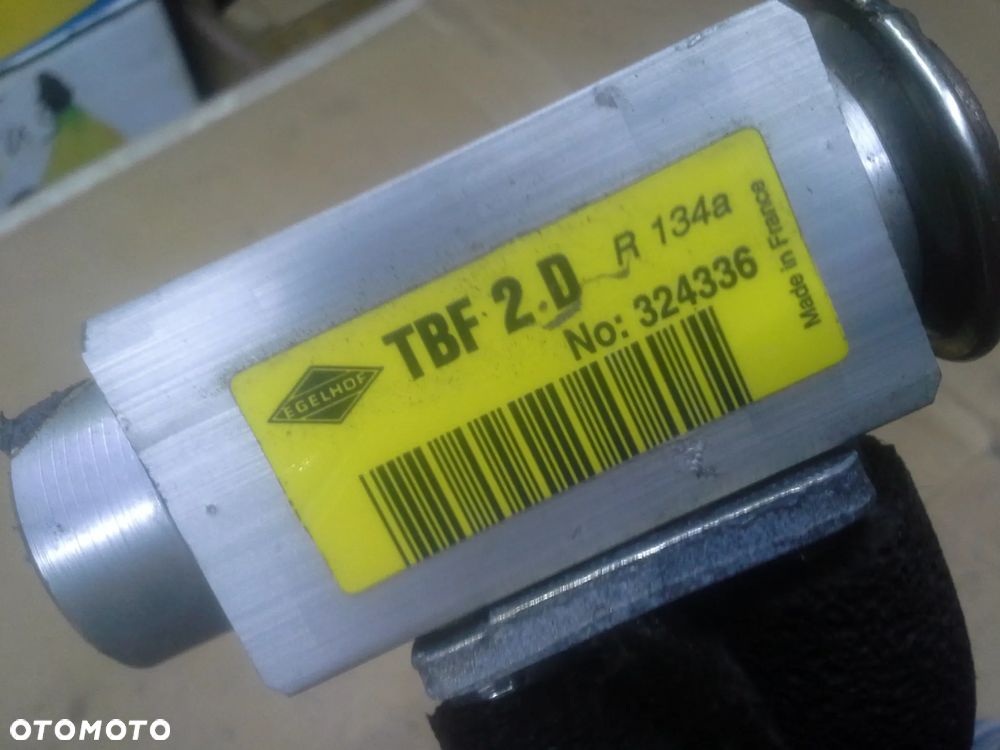 EGELHOF
TBF 2.D R 134a
No: 324336
Made in France
OTOMOTO